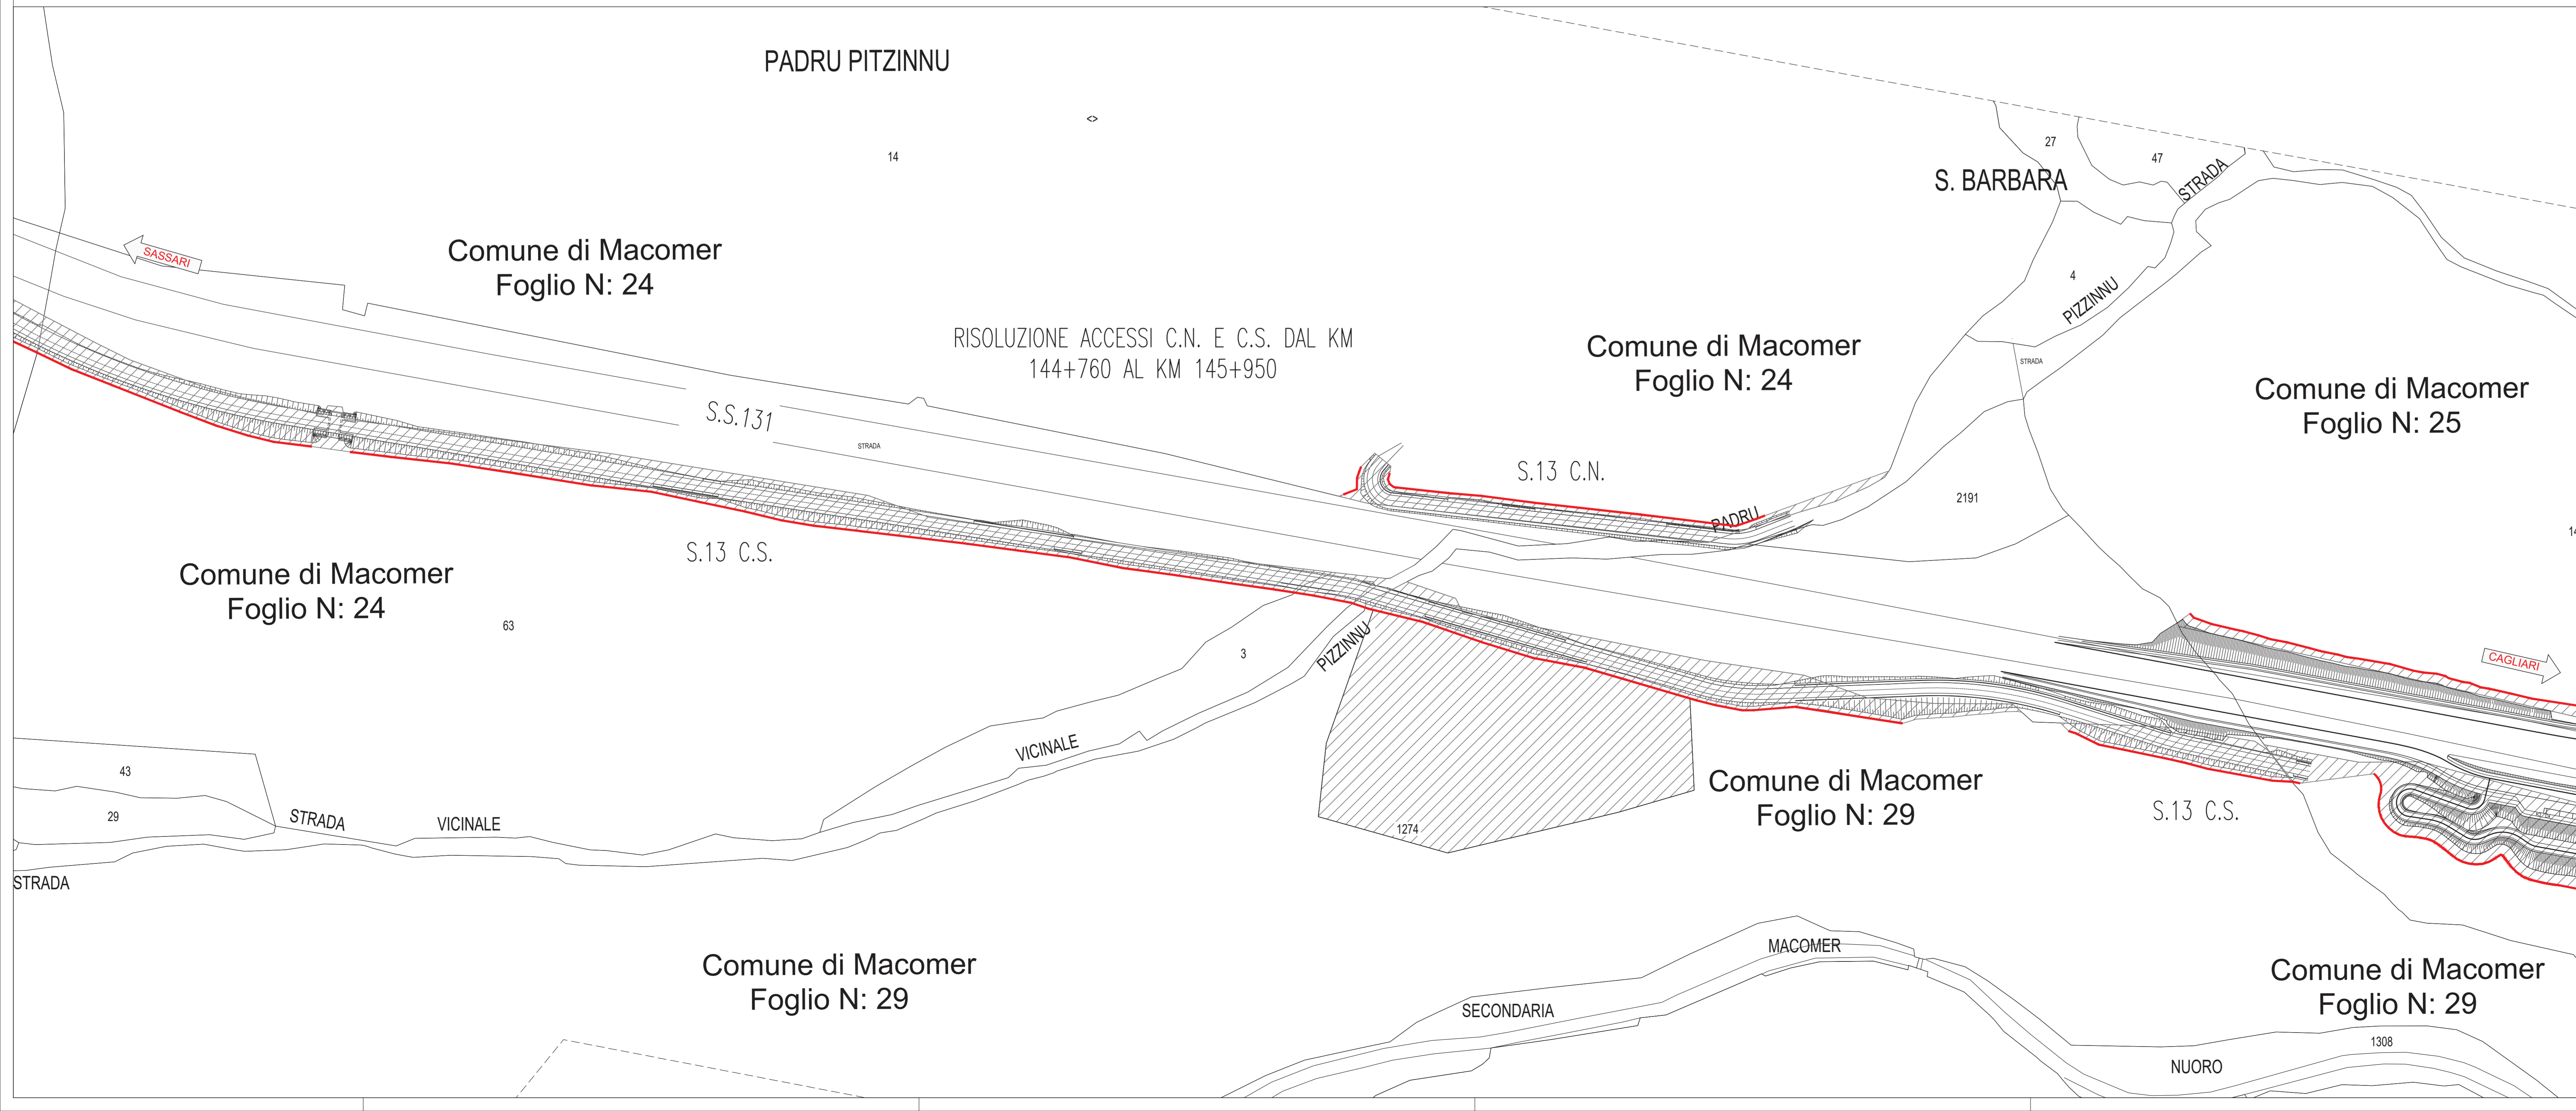 PADRU PITZINNU
<>
14
27
47
STRADA
S. BARBARA
SASSARI
Comune di Macomer
Foglio N: 24
4
PIZZINNU
STRADA
RISOLUZIONE ACCESSI C.N. E C.S. DAL KM
144+760 AL KM 145+950
Comune di Macomer
Foglio N: 24
Comune di Macomer
Foglio N: 25
S.S.131
STRADA
S.13 C.N.
PADRU
2191
S.13 C.S.
Comune di Macomer
Foglio N: 24
63
3
PIZZINNU
CAGLIARI
VICINALE
43
29
STRADA
VICINALE
STRADA
1274
Comune di Macomer
Foglio N: 29
S.13 C.S.
MACOMER
Comune di Macomer
Foglio N: 29
SECONDARIA
Comune di Macomer
Foglio N: 29
1308
NUORO